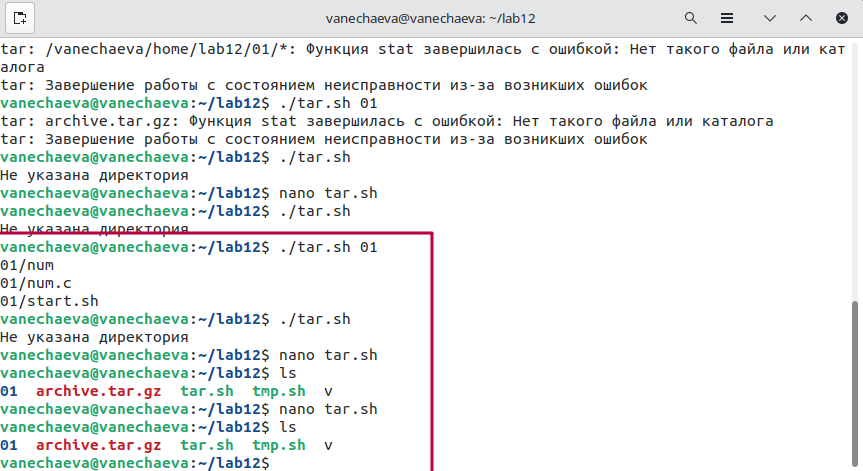 vanechaeva@vanechaeva: ~/lab12
tar: /vanechaeva/home/lab12/01/*: Функция stat завершилась с ошибкой: Нет такого файла или кат
алога
tar: Завершение работы с состоянием неисправности из-за возникших ошибок
vanechaeva@vanechaeva:~/lab12$ ./tar.sh 01
tar: archive.tar.gz: Функция stat завершилась с ошибкой: Нет такого файла или каталога
tar: Завершение работы с состоянием неисправности из-за возникших ошибок
vanechaeva@vanechaeva:~/lab12$ ./tar.sh
Не указана директория
vanechaeva@vanechaeva:~/lab12$ nano tar.sh
vanechaeva@vanechaeva:~/lab12$ ./tar.sh
Не указана директория
vanechaeva@vanechaeva:~/lab12$ ./tar.sh 01
01/num
01/num.c
01/start.sh
vanechaeva@vanechaeva:~/lab12$ ./tar.sh
Не указана директория
vanechaeva@vanechaeva:~/lab12$ nano tar.sh
vanechaeva@vanechaeva:~/lab12$ ls
01  archive.tar.gz  tar.sh  tmp.sh  v
vanechaeva@vanechaeva:~/lab12$ nano tar.sh
vanechaeva@vanechaeva:~/lab12$ ls
01  archive.tar.gz  tar.sh  tmp.sh  v
vanechaeva@vanechaeva:~/lab12$